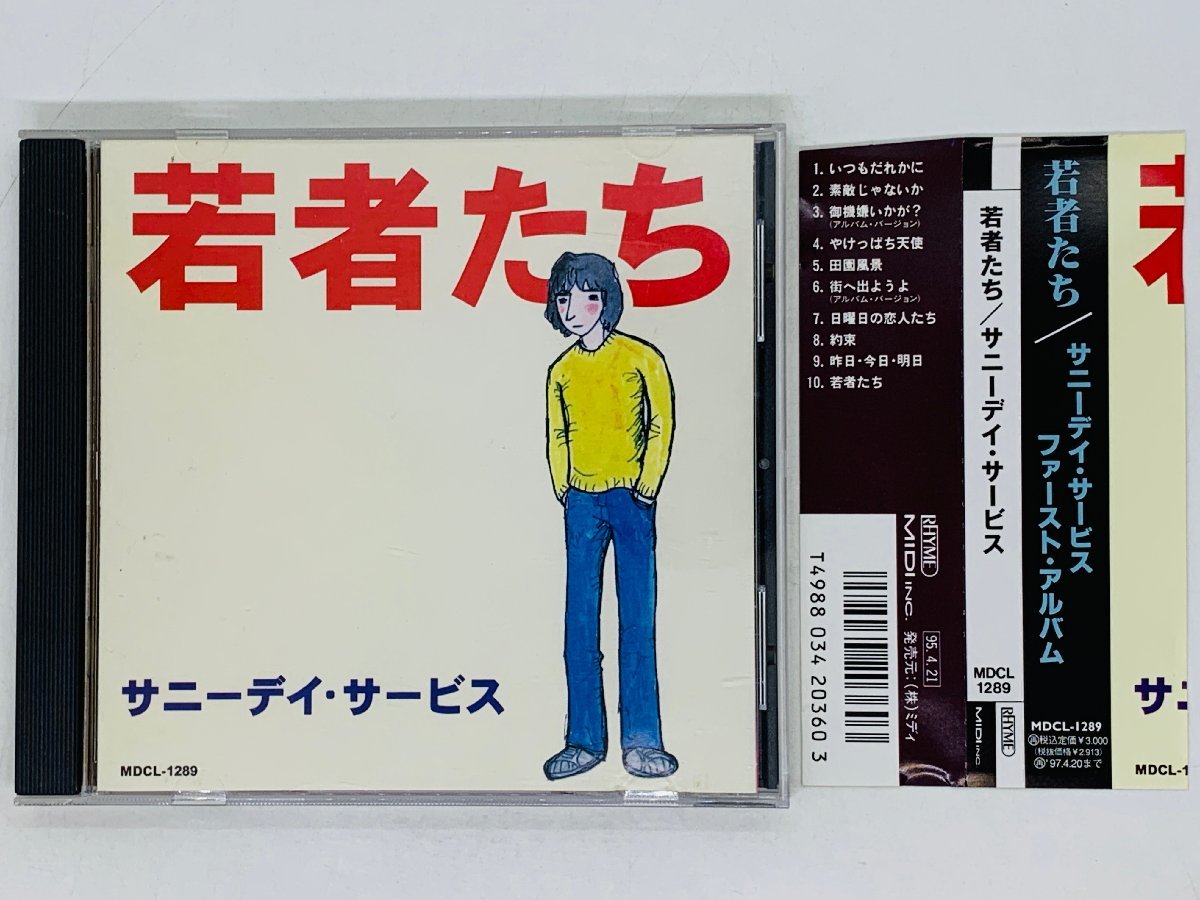 若者たち
サニーデイ・サービス
MDCL-1289
1. いつもだれかに
2. 素敵じゃないか
3. 御機嫌いかが？
(アルバム・バージョン)
4. やけっぱち天使
5. 田園風景
6. 街へ出ようよ
(アルバム・バージョン)
7. 日曜日の恋人たち
8. 約束
9. 昨日・今日・明日
10. 若者たち
T4988 034 20360 3
RHYME
MIDI INC.
95.4.21
発売元：(株)ミディ
若者たち／サニーデイ・サービス
MDCL
1289
MIDI INC
RHYME
若者たち／サニーデイ・サービス
ファースト・アルバム
MDCL-1289
再税込定価¥3,000
(税抜価格¥2,913)
再'97.4.20まで
若
サニ
MDCL-1